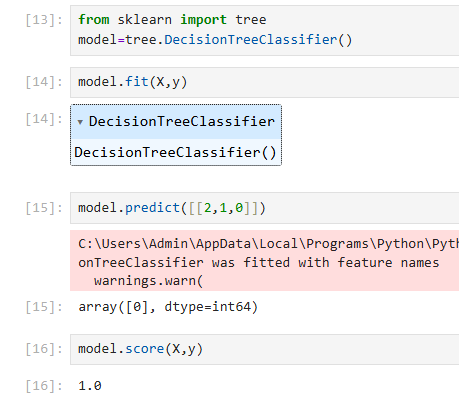 [13]: from sklearn import tree
model=tree.DecisionTreeClassifier()
[14]: model.fit(X,y)
[14]: ▾ DecisionTreeClassifier
DecisionTreeClassifier()
[15]: model.predict([[2,1,0]])
C:\Users\Admin\AppData\Local\Programs\Python\Pyth
onTreeClassifier was fitted with feature names
warnings.warn(
[15]: array([0], dtype=int64)
[16]: model.score(X,y)
[16]: 1.0